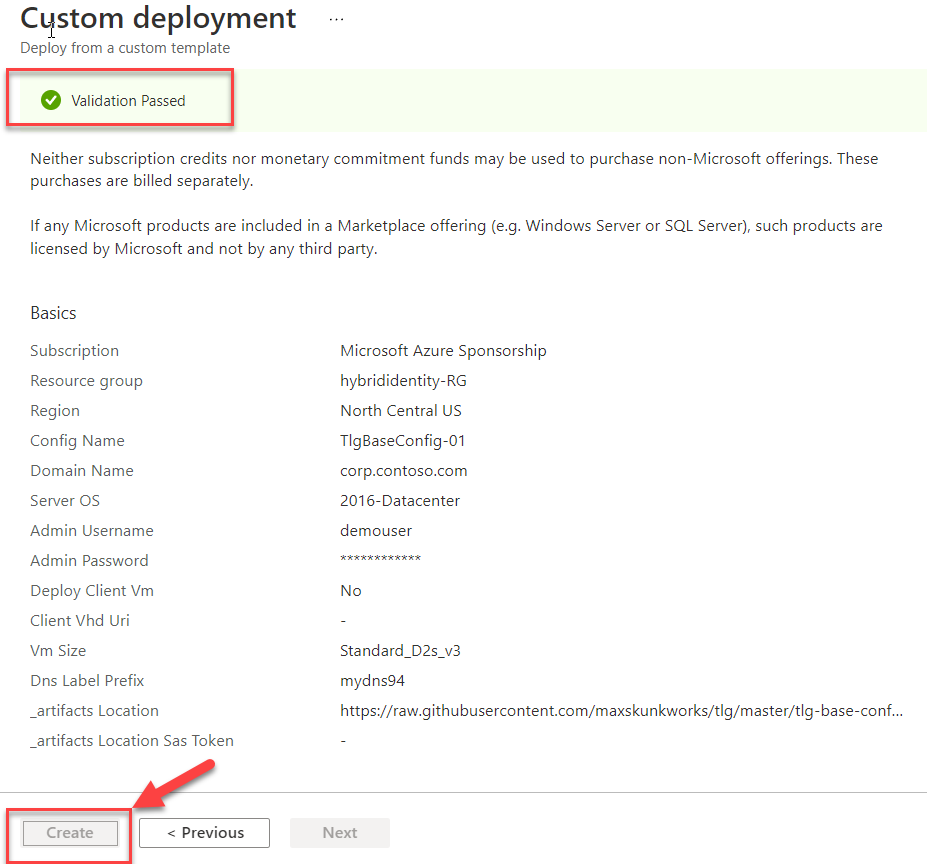 Custom deployment ...
Deploy from a custom template
Validation Passed
Neither subscription credits nor monetary commitment funds may be used to purchase non-Microsoft offerings. These
purchases are billed separately.
If any Microsoft products are included in a Marketplace offering (e.g. Windows Server or SQL Server), such products are
licensed by Microsoft and not by any third party.
Basics
Subscription Microsoft Azure Sponsorship
Resource group hybrididentity-RG
Region North Central US
Config Name TlgBaseConfig-01
Domain Name corp.contoso.com
Server OS 2016-Datacenter
Admin Username demouser
Admin Password ************
Deploy Client Vm No
Client Vhd Uri -
Vm Size Standard_D2s_v3
Dns Label Prefix mydns94
_artifacts Location https://raw.githubusercontent.com/maxskunkworks/tlg/master/tlg-base-conf...
_artifacts Location Sas Token -
Create < Previous Next